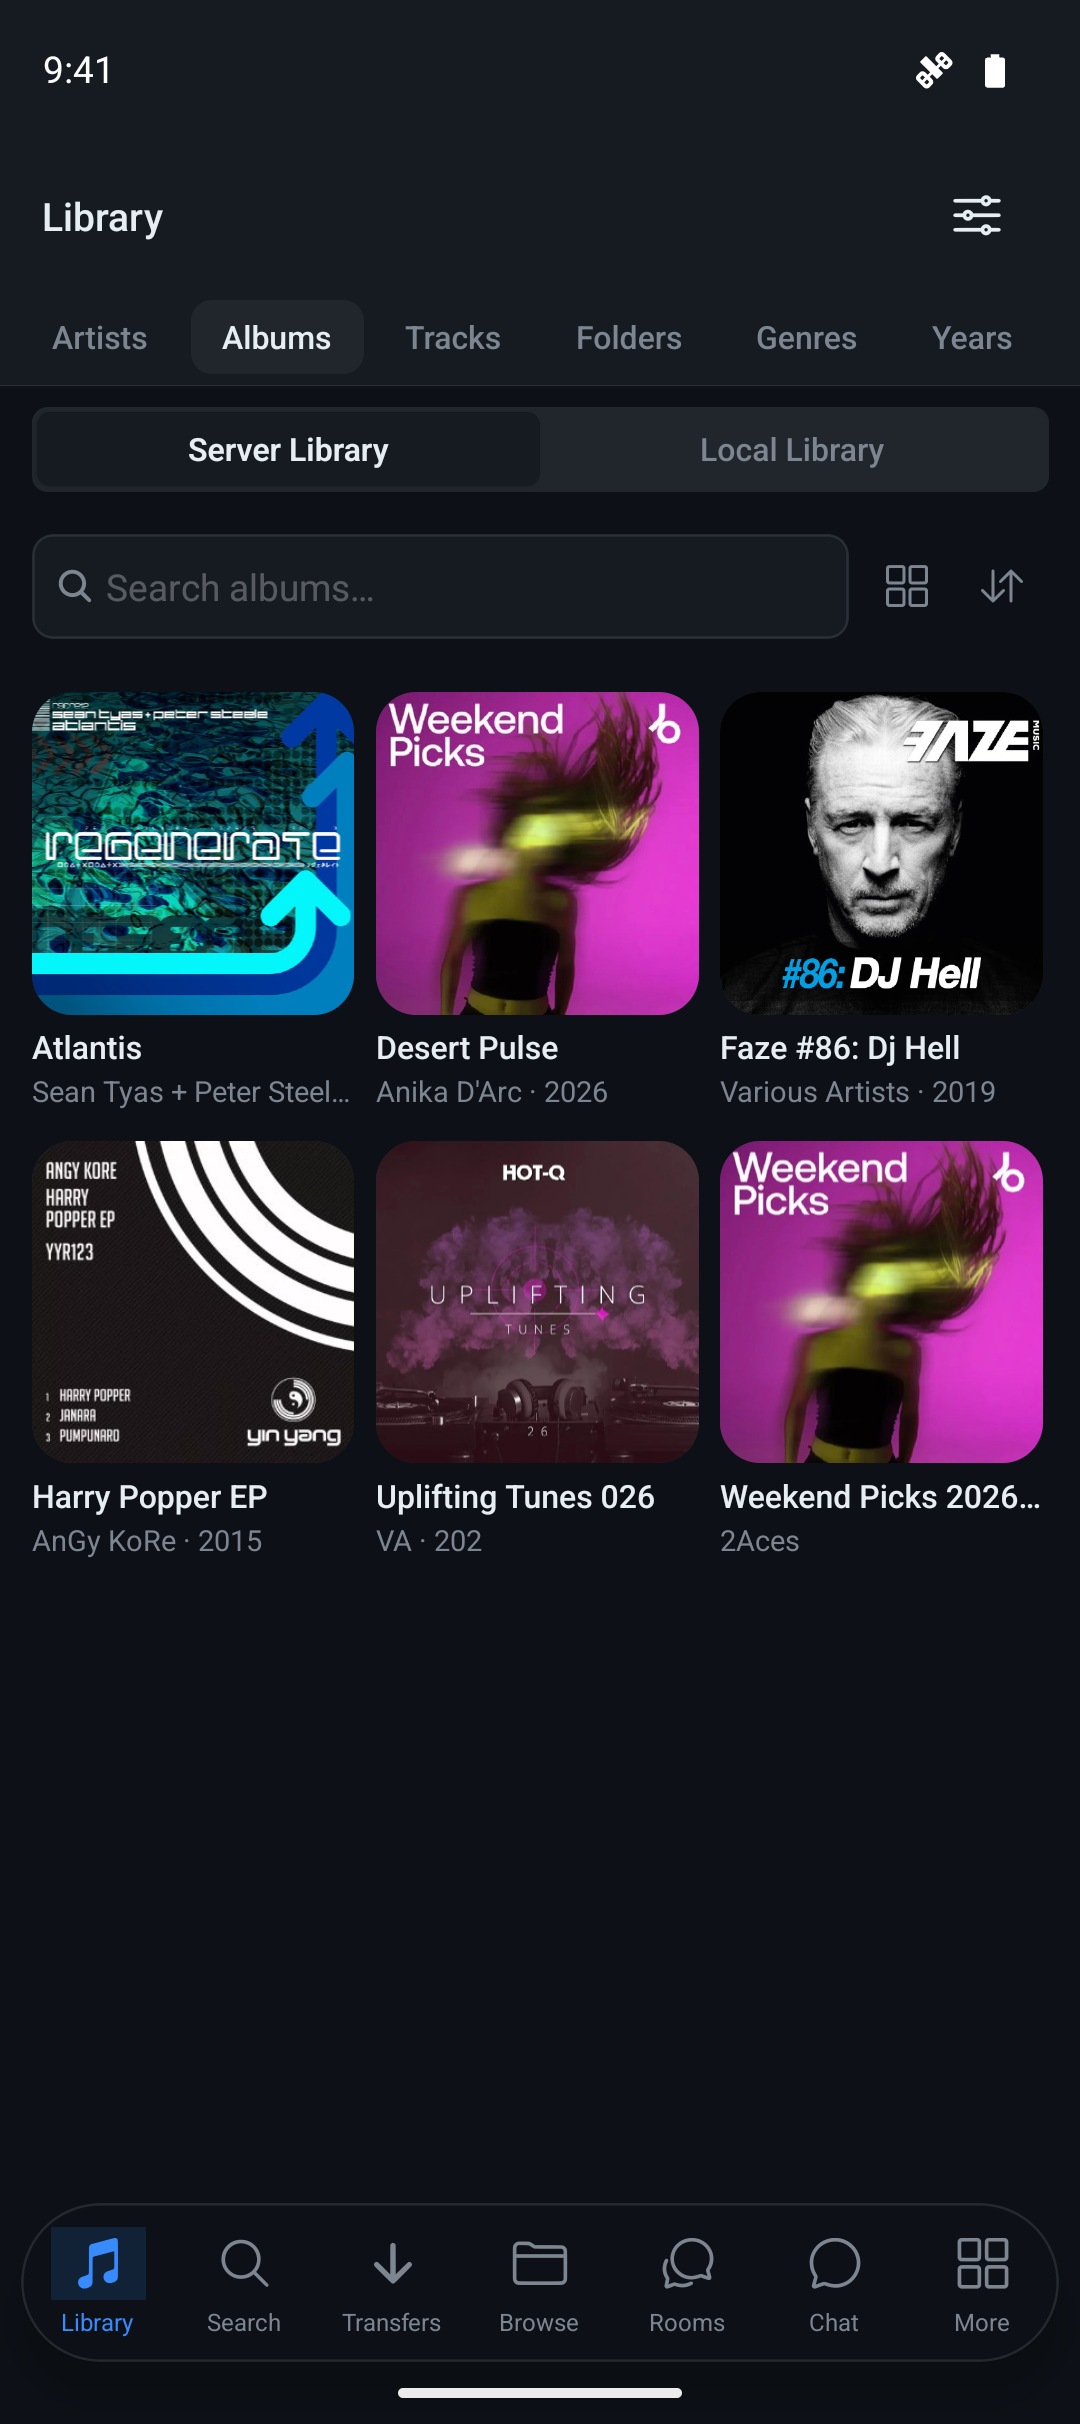 9:41
Library
Artists Albums Tracks Folders Genres Years
Server Library Local Library
Search albums...
sean tyas + peter steele
atlantis
regenerate
Weekend
Picks
FAZE
MUSIC
#86: DJ Hell
Atlantis
Sean Tyas + Peter Steel...
Desert Pulse
Anika D'Arc · 2026
Faze #86: Dj Hell
Various Artists · 2019
ANGY KORE
HARRY
POPPER EP
YYR123
1 HARRY POPPER
2 JANARA
3 PUMPUNARO
yin yang
HOT-Q
UPLIFTING
TUNES
26
Weekend
Picks
Harry Popper EP
AnGy KoRe · 2015
Uplifting Tunes 026
VA · 202
Weekend Picks 2026...
2Aces
Library Search Transfers Browse Rooms Chat More